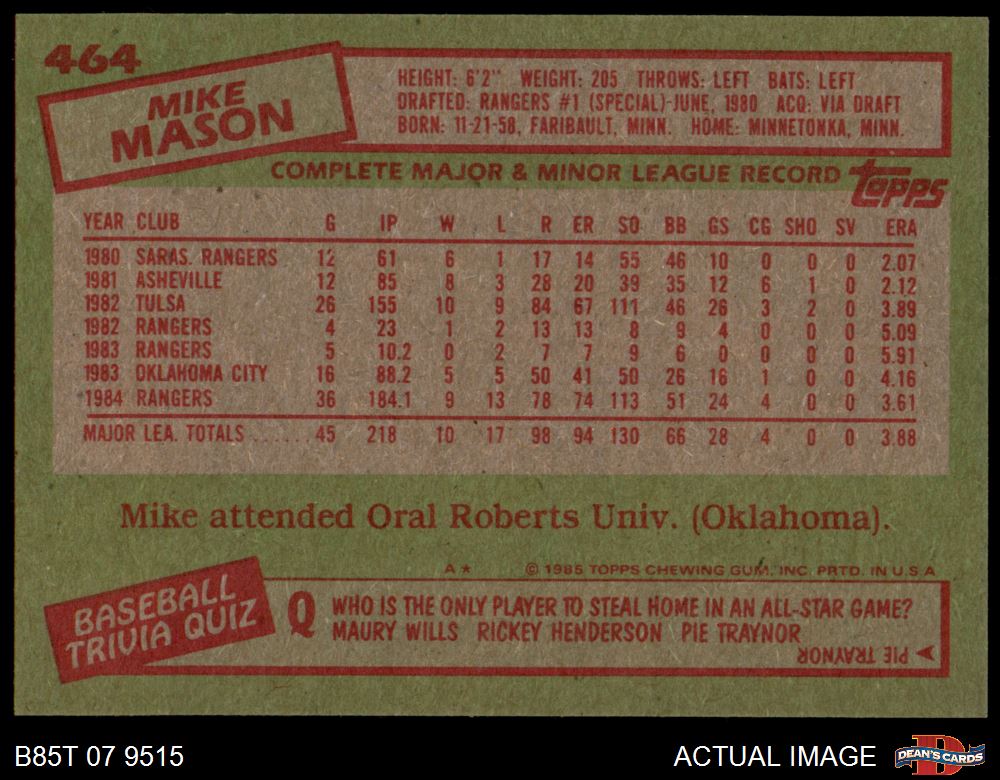 464
MIKE
MASON
HEIGHT: 6'2" WEIGHT: 205 THROWS: LEFT BATS: LEFT
DRAFTED: RANGERS #1 (SPECIAL)-JUNE, 1980 ACQ: VIA DRAFT
BORN: 11-21-58, FARIBAULT, MINN. HOME: MINNETONKA, MINN.
COMPLETE MAJOR & MINOR LEAGUE RECORD
TOPPS
YEAR CLUB G IP W L R ER SO BB GS CG SHO SV ERA
1980 SARAS. RANGERS 12 61 6 1 17 14 55 46 10 0 0 0 2.07
1981 ASHEVILLE 12 85 8 3 28 20 39 35 12 6 1 0 2.12
1982 TULSA 26 155 10 9 84 67 111 46 26 3 2 0 3.89
1982 RANGERS 4 23 1 2 13 13 8 9 4 0 0 0 5.09
1983 RANGERS 5 10.2 0 2 7 7 9 6 0 0 0 0 5.91
1983 OKLAHOMA CITY 16 88.2 5 5 50 41 50 26 16 1 0 0 4.16
1984 RANGERS 36 184.1 9 13 78 74 113 51 24 4 0 0 3.61
MAJOR LEA. TOTALS ...... 45 218 10 17 98 94 130 66 28 4 0 0 3.88
Mike attended Oral Roberts Univ. (Oklahoma).
A* © 1985 TOPPS CHEWING GUM, INC. PRTD. IN U.S.A
BASEBALL
TRIVIA QUIZ
Q WHO IS THE ONLY PLAYER TO STEAL HOME IN AN ALL-STAR GAME?
MAURY WILLS RICKEY HENDERSON PIE TRAYNOR
PIE TRAYNOR
B85T 07 9515
ACTUAL IMAGE
DEAN'S CARDS